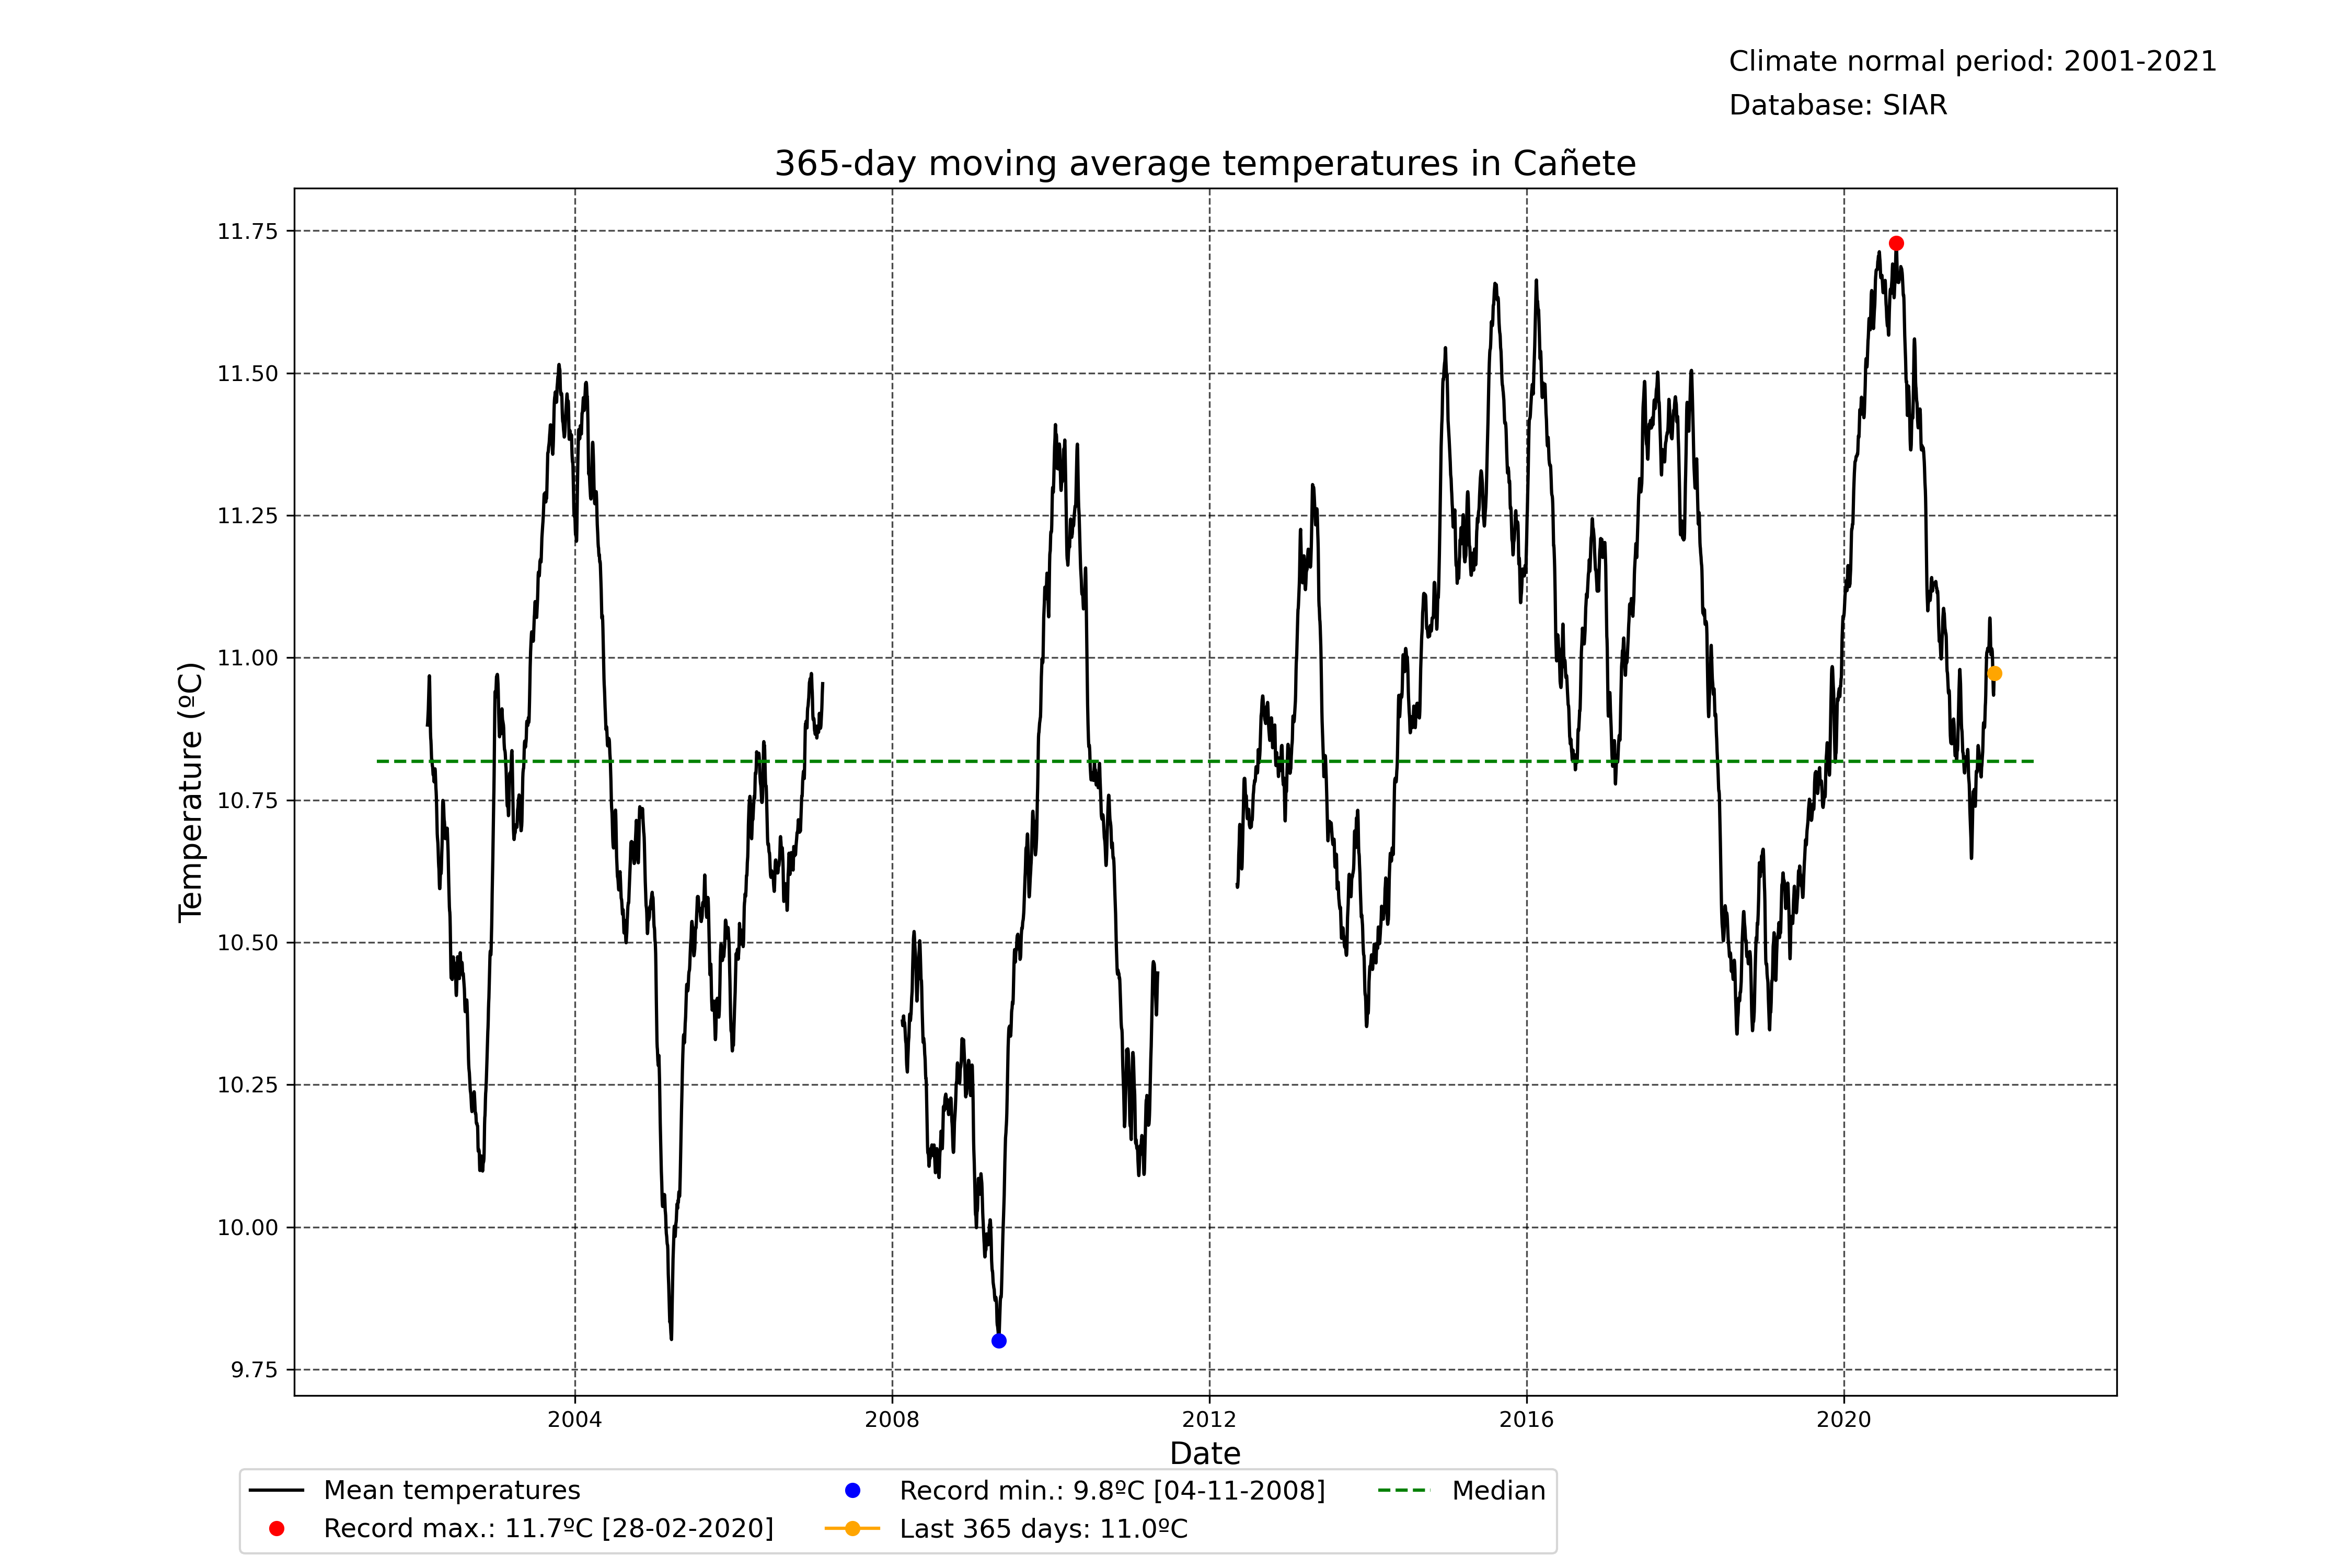 Climate normal period: 2001-2021
Database: SIAR
365-day moving average temperatures in Cañete
Temperature (ºC)
11.75
11.50
11.25
11.00
10.75
10.50
10.25
10.00
9.75
2004
2008
2012
2016
2020
Date
Mean temperatures
Record max.: 11.7ºC [28-02-2020]
Record min.: 9.8ºC [04-11-2008]
Last 365 days: 11.0ºC
Median